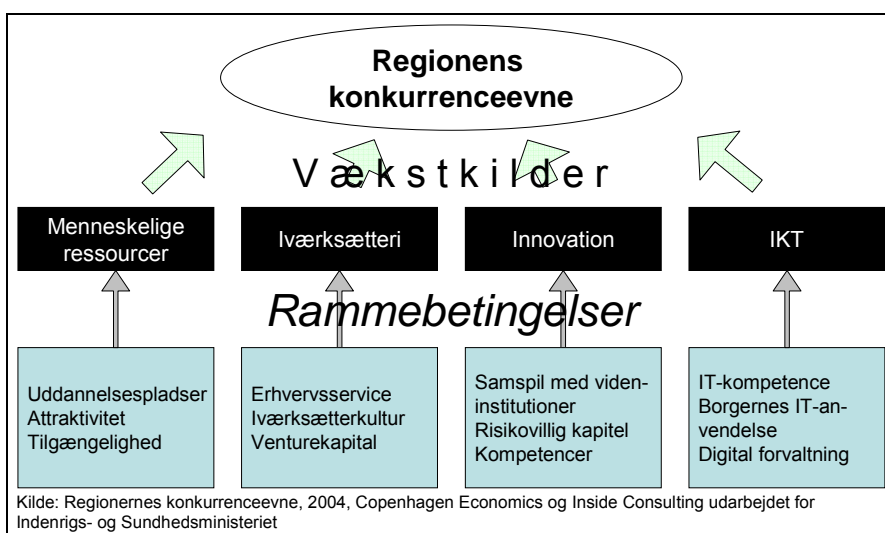 Regionens
konkurrenceevne
Vækstkilder
Menneskelige
ressourcer
Iværksætteri
Innovation
IKT
Rammebetingelser
Uddannelsespladser
Attraktivitet
Tilgængelighed
Erhvervsservice
Iværksætterkultur
Venturekapital
Samspil med viden-
institutioner
Risikovillig kapital
Kompetencer
IT-kompetence
Borgernes IT-an-
vendelse
Digital forvaltning
Kilde: Regionernes konkurrenceevne, 2004, Copenhagen Economics og Inside Consulting udarbejdet for
Indenrigs- og Sundhedsministeriet